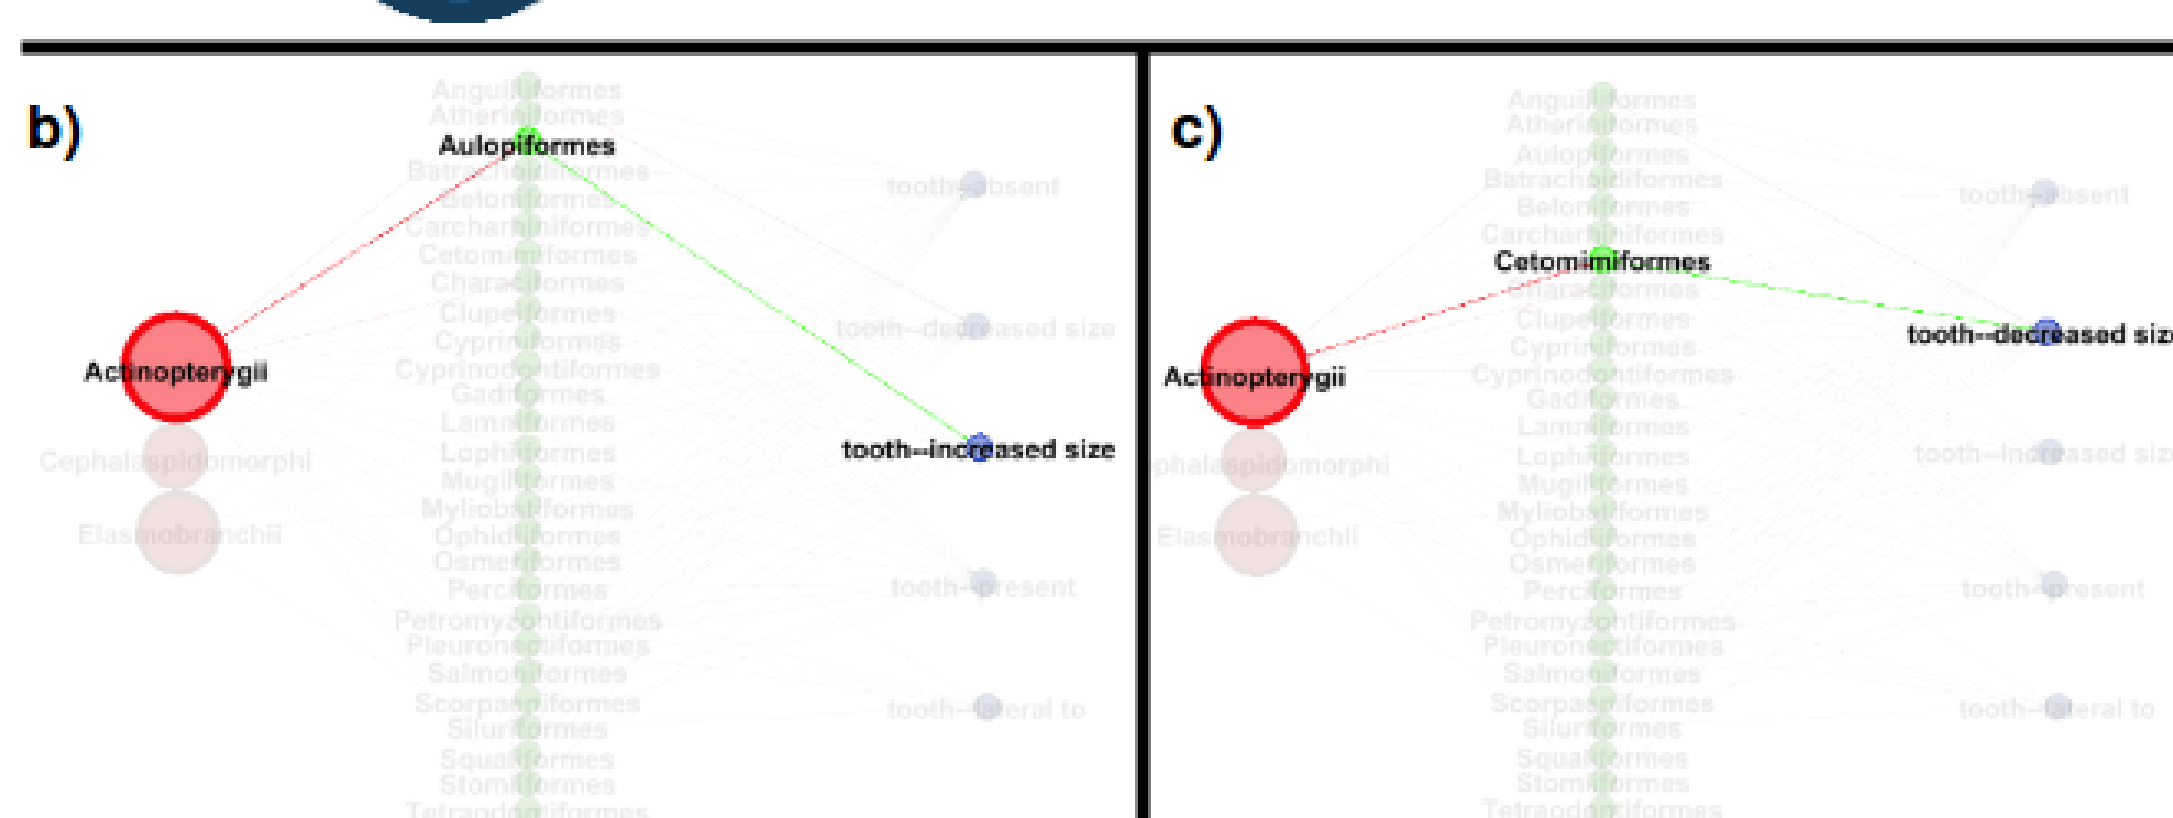 b)
Anguilliformes
Atheriniformes
Aulopiformes
Batrachoidiformes
Beloniformes
Carcharhiniformes
Cetomimiformes
Characiformes
Clupeiformes
Cypriniformes
Cyprinodontiformes
Gadiformes
Lamniformes
Lophiiformes
Mugiliformes
Myliobatiformes
Ophidiiformes
Osmeriformes
Perciformes
Petromyzontiformes
Pleuronectiformes
Salmoniformes
Scorpaeniformes
Siluriformes
Squaliformes
Stomiiformes
Tetraodontiformes
Actinopterygii
Cephalaspidomorphi
Elasmobranchii
tooth--absent
tooth--decreased size
tooth--increased size
tooth--present
tooth--lateral to
c)
Anguilliformes
Atheriniformes
Aulopiformes
Batrachoidiformes
Beloniformes
Carcharhiniformes
Cetomimiformes
Characiformes
Clupeiformes
Cypriniformes
Cyprinodontiformes
Gadiformes
Lamniformes
Lophiiformes
Mugiliformes
Myliobatiformes
Ophidiiformes
Osmeriformes
Perciformes
Petromyzontiformes
Pleuronectiformes
Salmoniformes
Scorpaeniformes
Siluriformes
Squaliformes
Stomiiformes
Tetraodontiformes
Actinopterygii
phalaspidomorphi
Elasmobranchii
tooth--absent
tooth--decreased size
tooth--increased size
tooth--present
tooth--lateral to